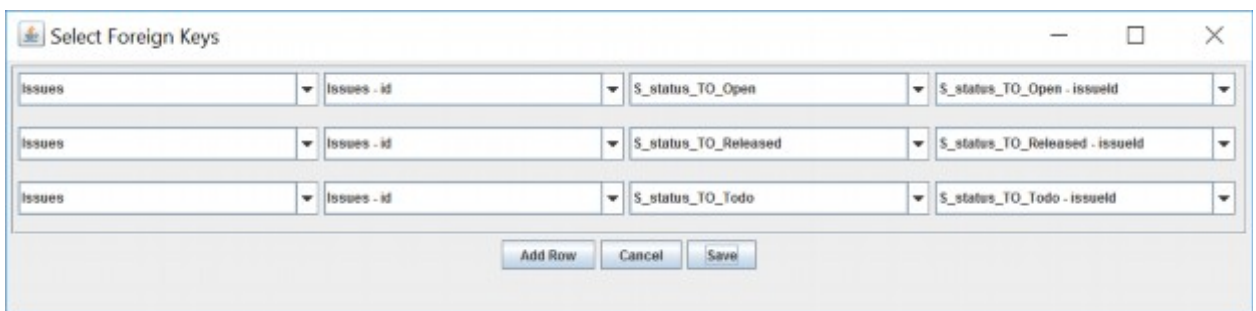 Select Foreign Keys
Issues Issues - id S_status_TO_Open S_status_TO_Open - issueId
Issues Issues - id S_status_TO_Released S_status_TO_Released - issueId
Issues Issues - id S_status_TO_Todo S_status_TO_Todo - issueId
Add Row Cancel Save